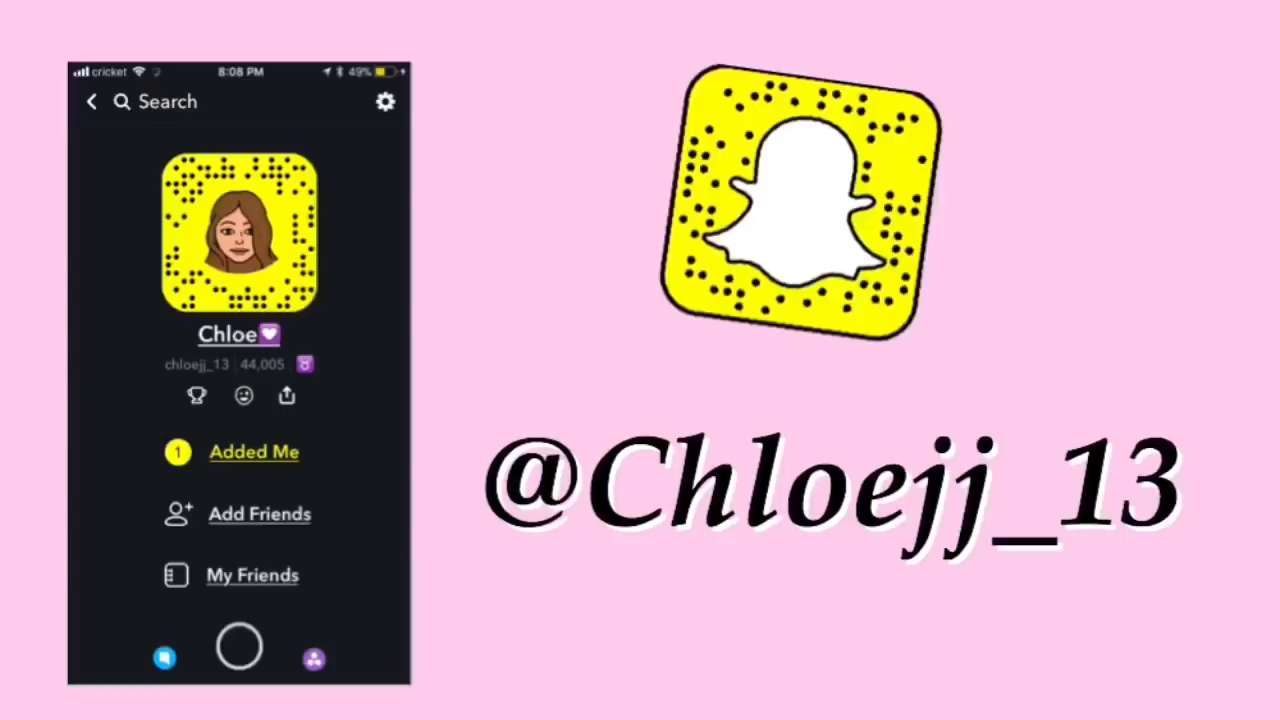 cricket 8:08 PM 49%
Search
Chloe
chloejj_13 44,005
1 Added Me
Add Friends
My Friends
@Chloejj_13